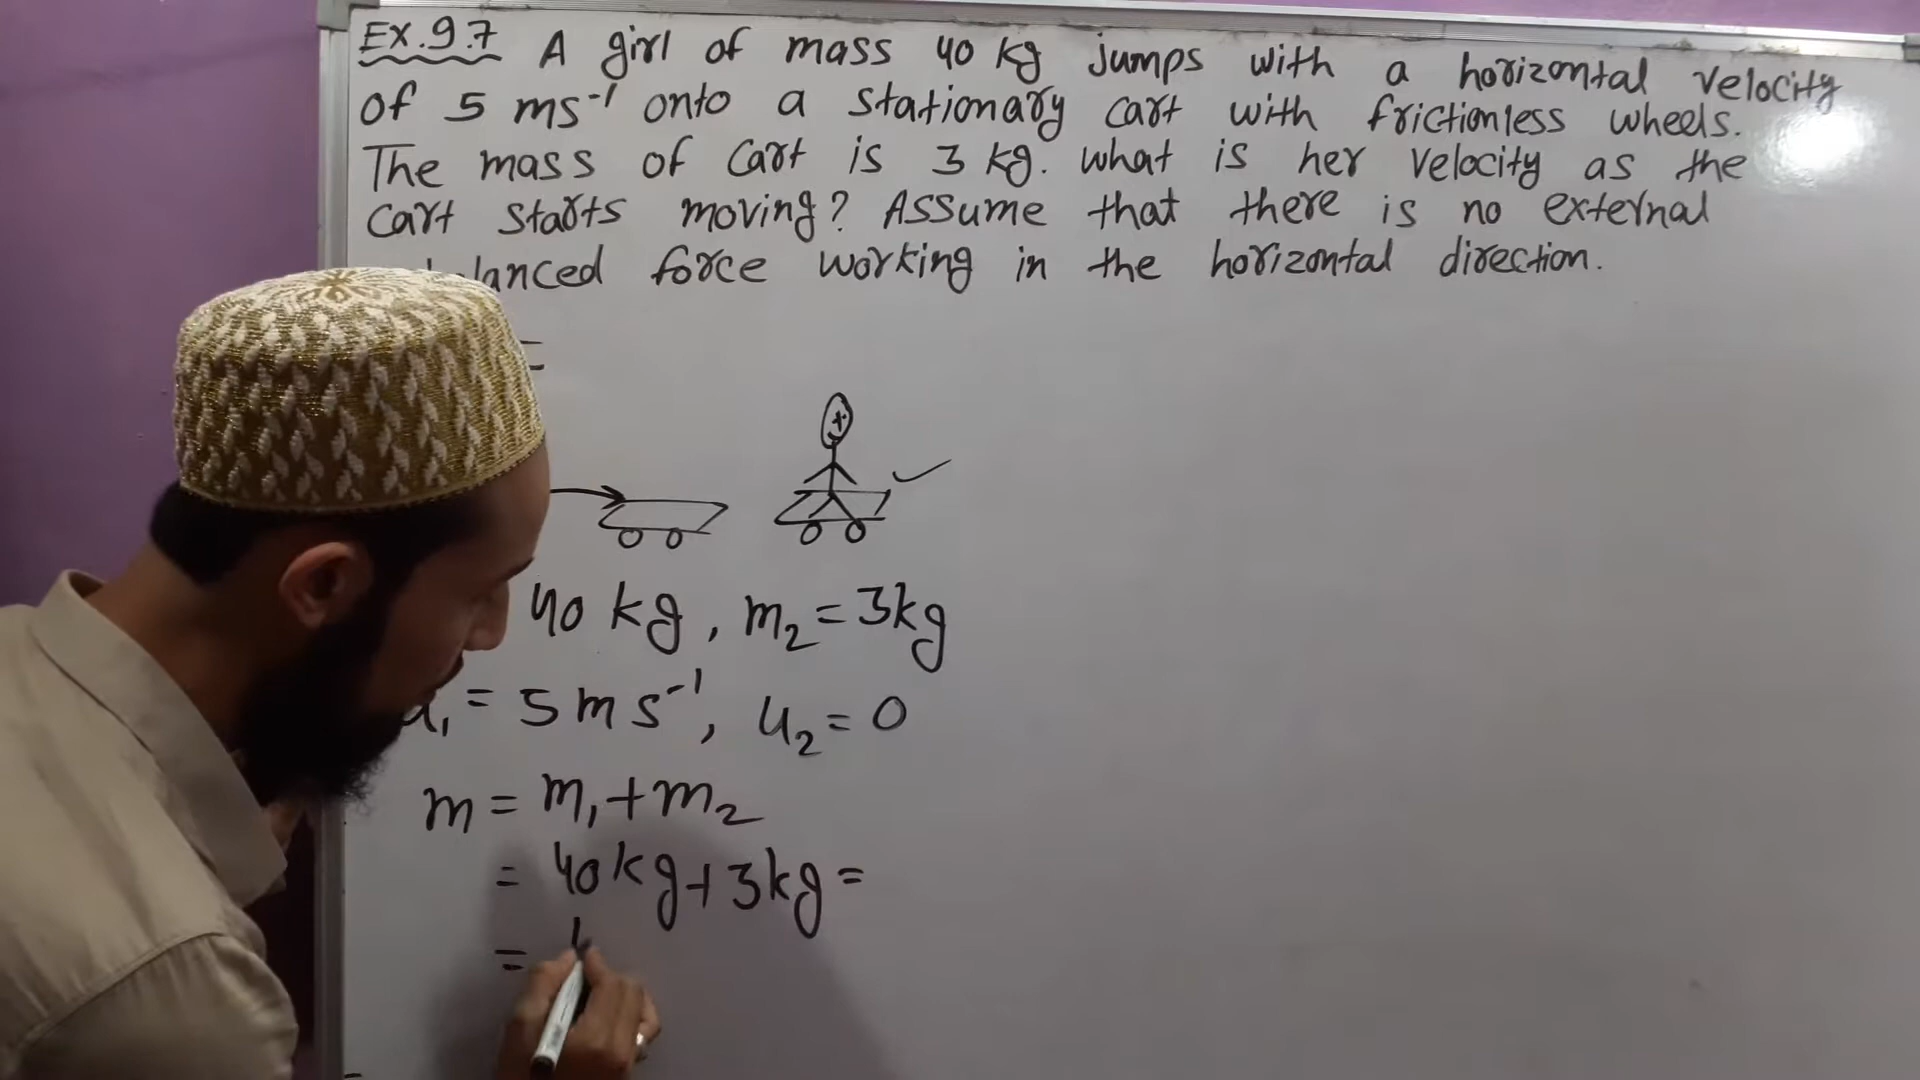 Ex.9.7 A girl of mass 40 kg jumps with a horizontal velocity
of 5 ms⁻¹ onto a stationary cart with frictionless wheels.
The mass of cart is 3 kg. what is her velocity as the
cart starts moving? Assume that there is no external
force working in the horizontal direction.
=
40 kg, m₂ = 3kg
= 5 m s⁻¹, u₂ = 0
m = m₁ + m₂
= 40kg + 3kg =
=